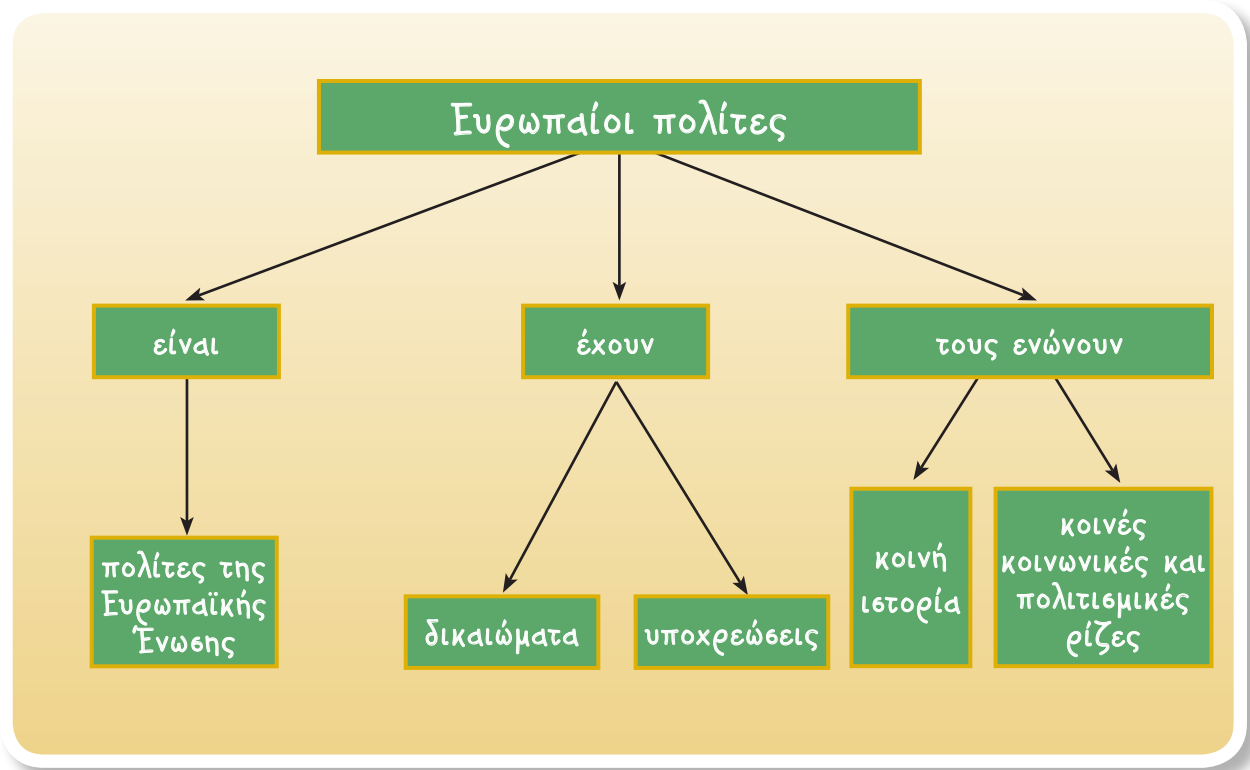 Ευρωπαίοι πολίτες
είναι
έχουν
τους ενώνουν
πολίτες της
Ευρωπαϊκής
Ένωσης
δικαιώματα
υποχρεώσεις
κοινή
ιστορία
κοινές
κοινωνικές και
πολιτισμικές
ρίζες